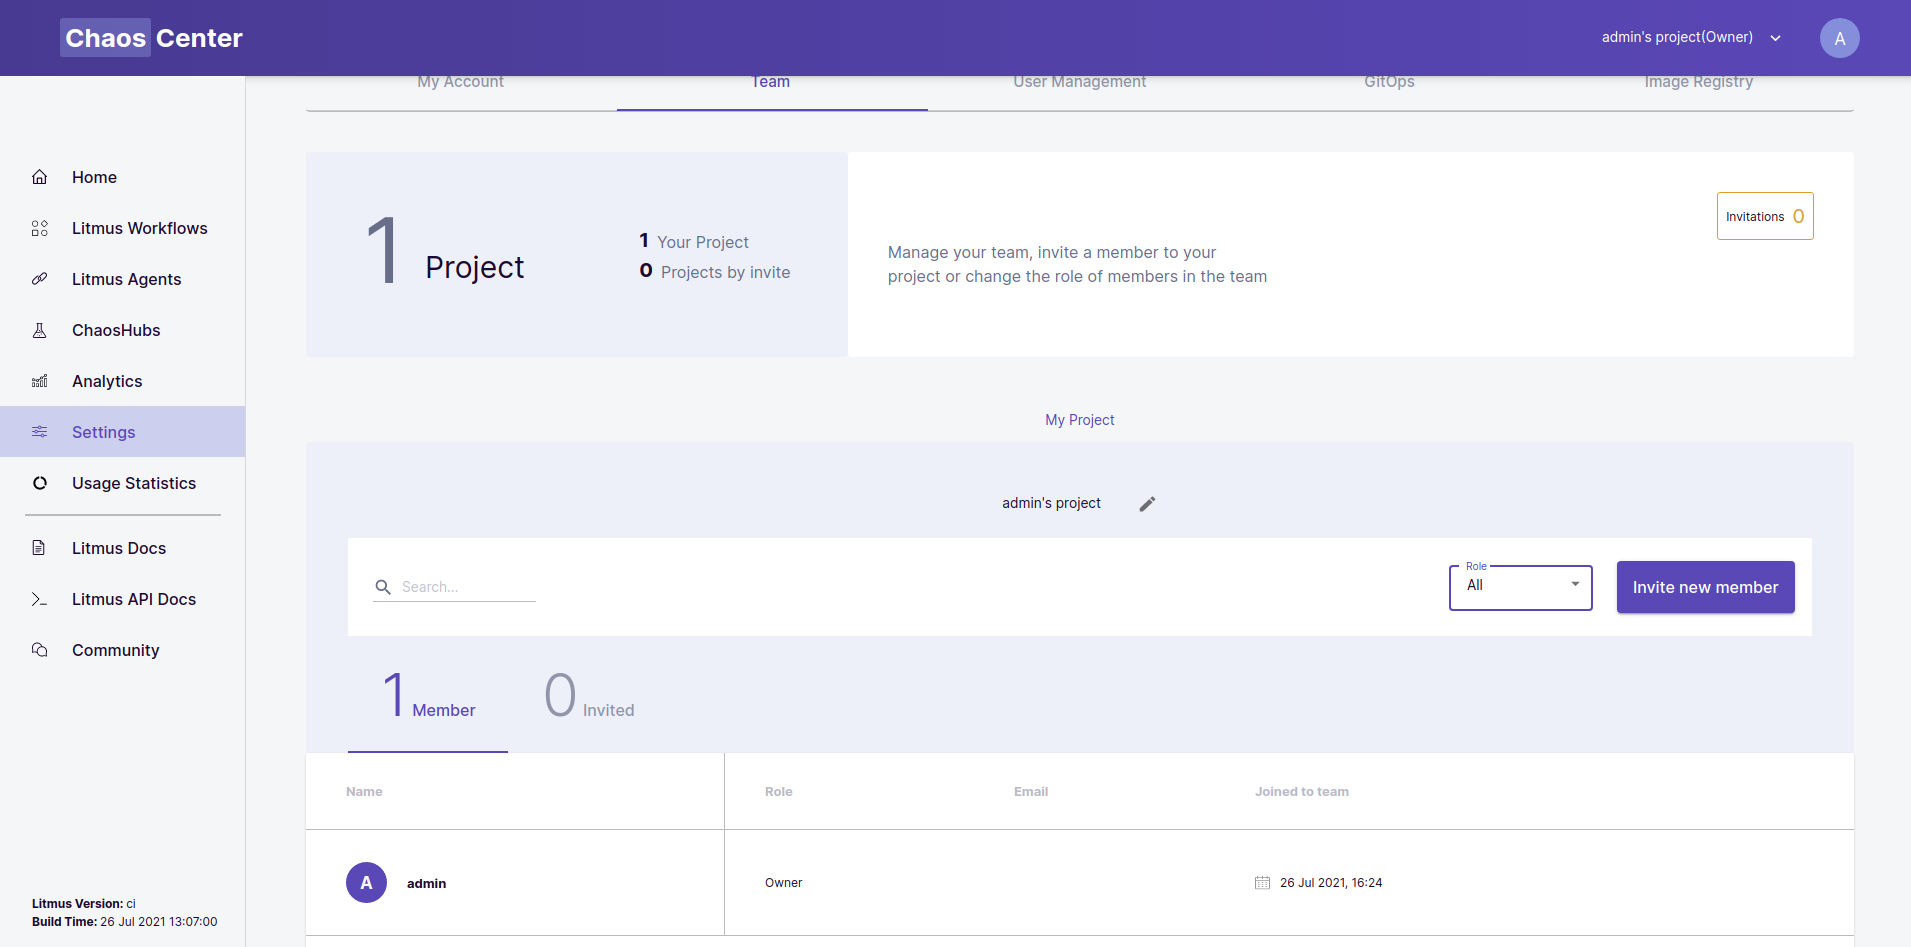 Chaos Center
admin's project(Owner)
A
My Account
Team
User Management
GitOps
Image Registry
Home
Litmus Workflows
Litmus Agents
ChaosHubs
Analytics
Settings
Usage Statistics
Litmus Docs
Litmus API Docs
Community
Litmus Version: ci
Build Time: 26 Jul 2021 13:07:00
1 Project
1 Your Project
0 Projects by invite
Manage your team, invite a member to your
project or change the role of members in the team
Invitations 0
My Project
admin's project
Search...
Role
All
Invite new member
1 Member
0 Invited
Name
Role
Email
Joined to team
A
admin
Owner
26 Jul 2021, 16:24